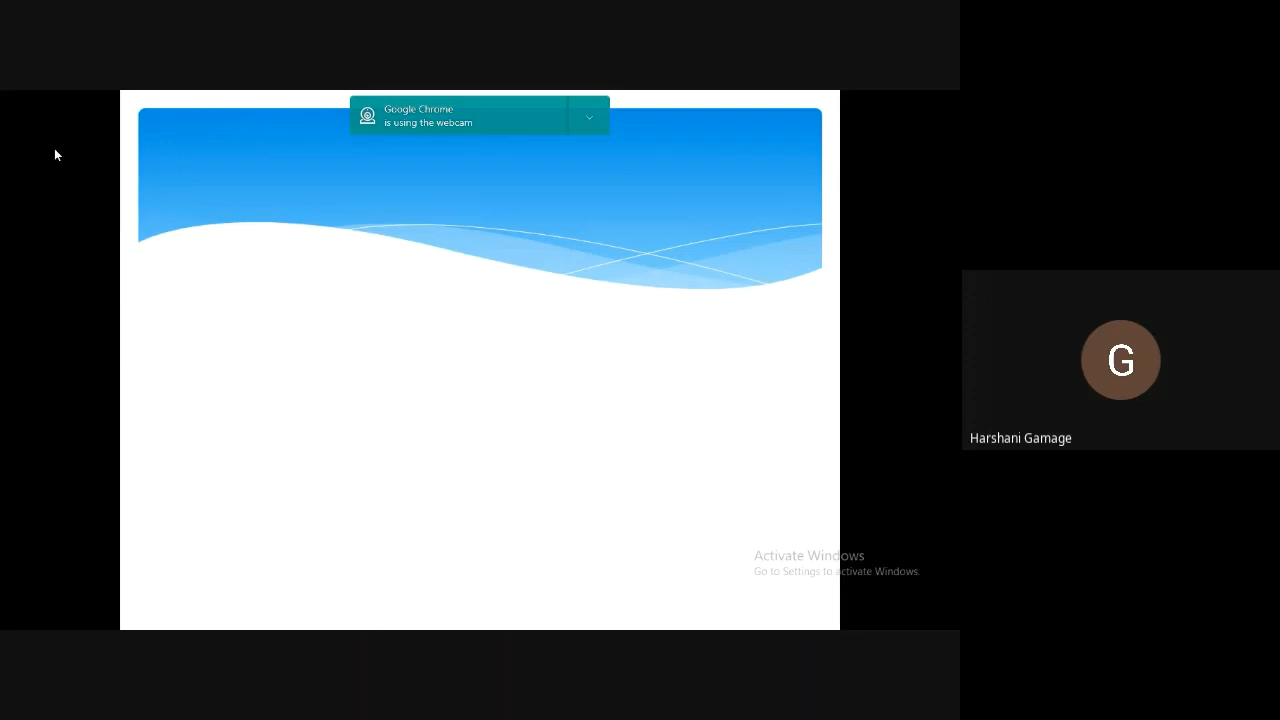 Google Chrome
is using the webcam
G
Harshani Gamage
Activate Windows
Go to Settings to activate Windows.